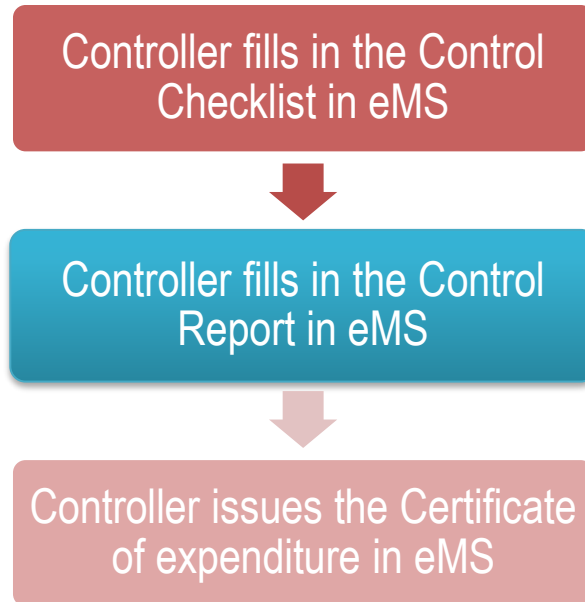 Controller fills in the Control
Checklist in eMS
Controller fills in the Control
Report in eMS
Controller issues the Certificate
of expenditure in eMS